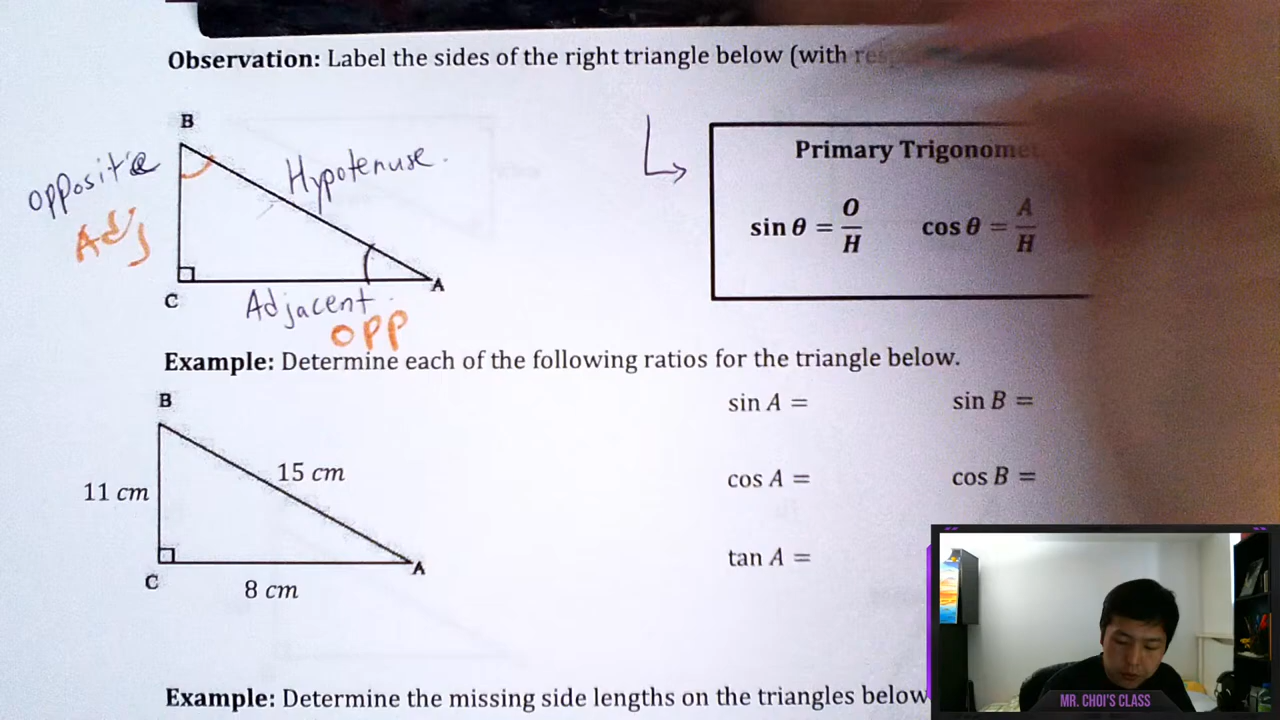 Observation: Label the sides of the right triangle below (with
B
Opposite
Hypotenuse.
Adj
C
Adjacent
A
OPP
Primary
sin θ = O/H
cos θ = A/H
Example: Determine each of the following ratios for the triangle below.
B
11 cm
15 cm
C
8 cm
A
sin A =
sin B =
cos A =
cos B =
tan A =
Example: Determine the missing side lengths on the triangles below
MR. CHOI'S CLASS